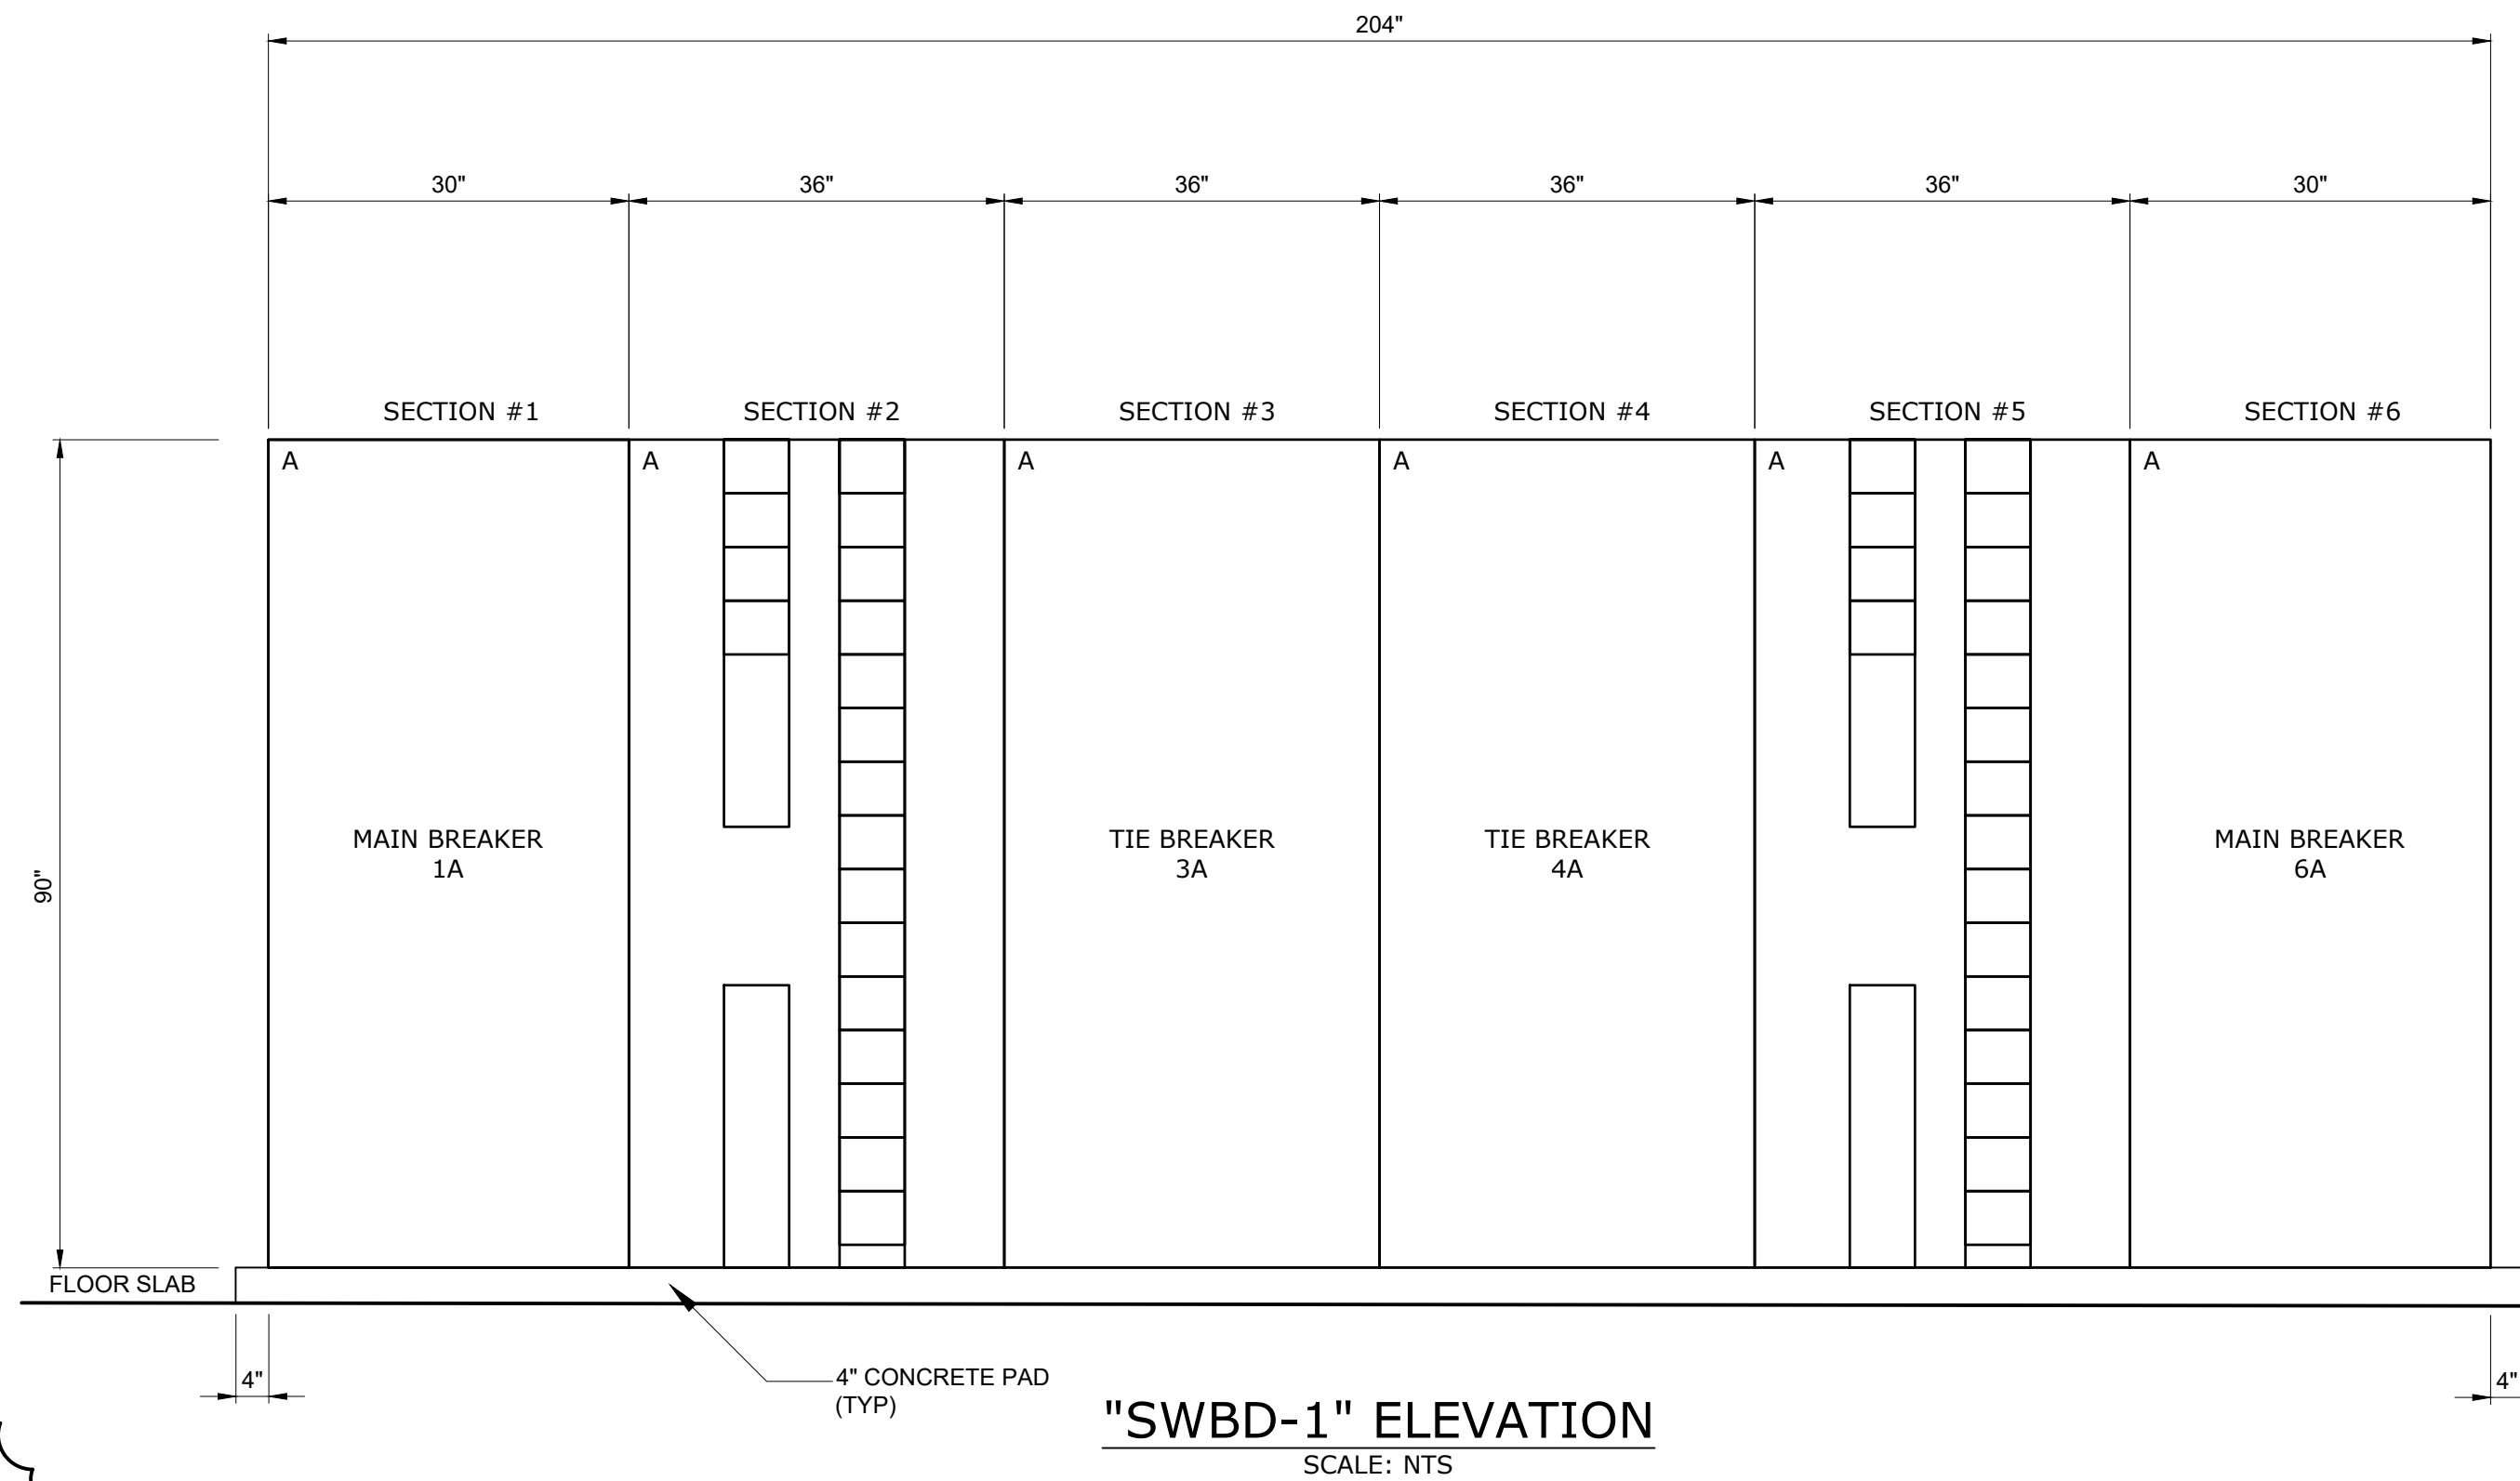 204"
30"
36"
36"
36"
36"
30"
SECTION #1
SECTION #2
SECTION #3
SECTION #4
SECTION #5
SECTION #6
A
A
A
A
A
A
MAIN BREAKER
1A
TIE BREAKER
3A
TIE BREAKER
4A
MAIN BREAKER
6A
90"
FLOOR SLAB
4"
4" CONCRETE PAD
(TYP)
4"
"SWBD-1" ELEVATION
SCALE: NTS